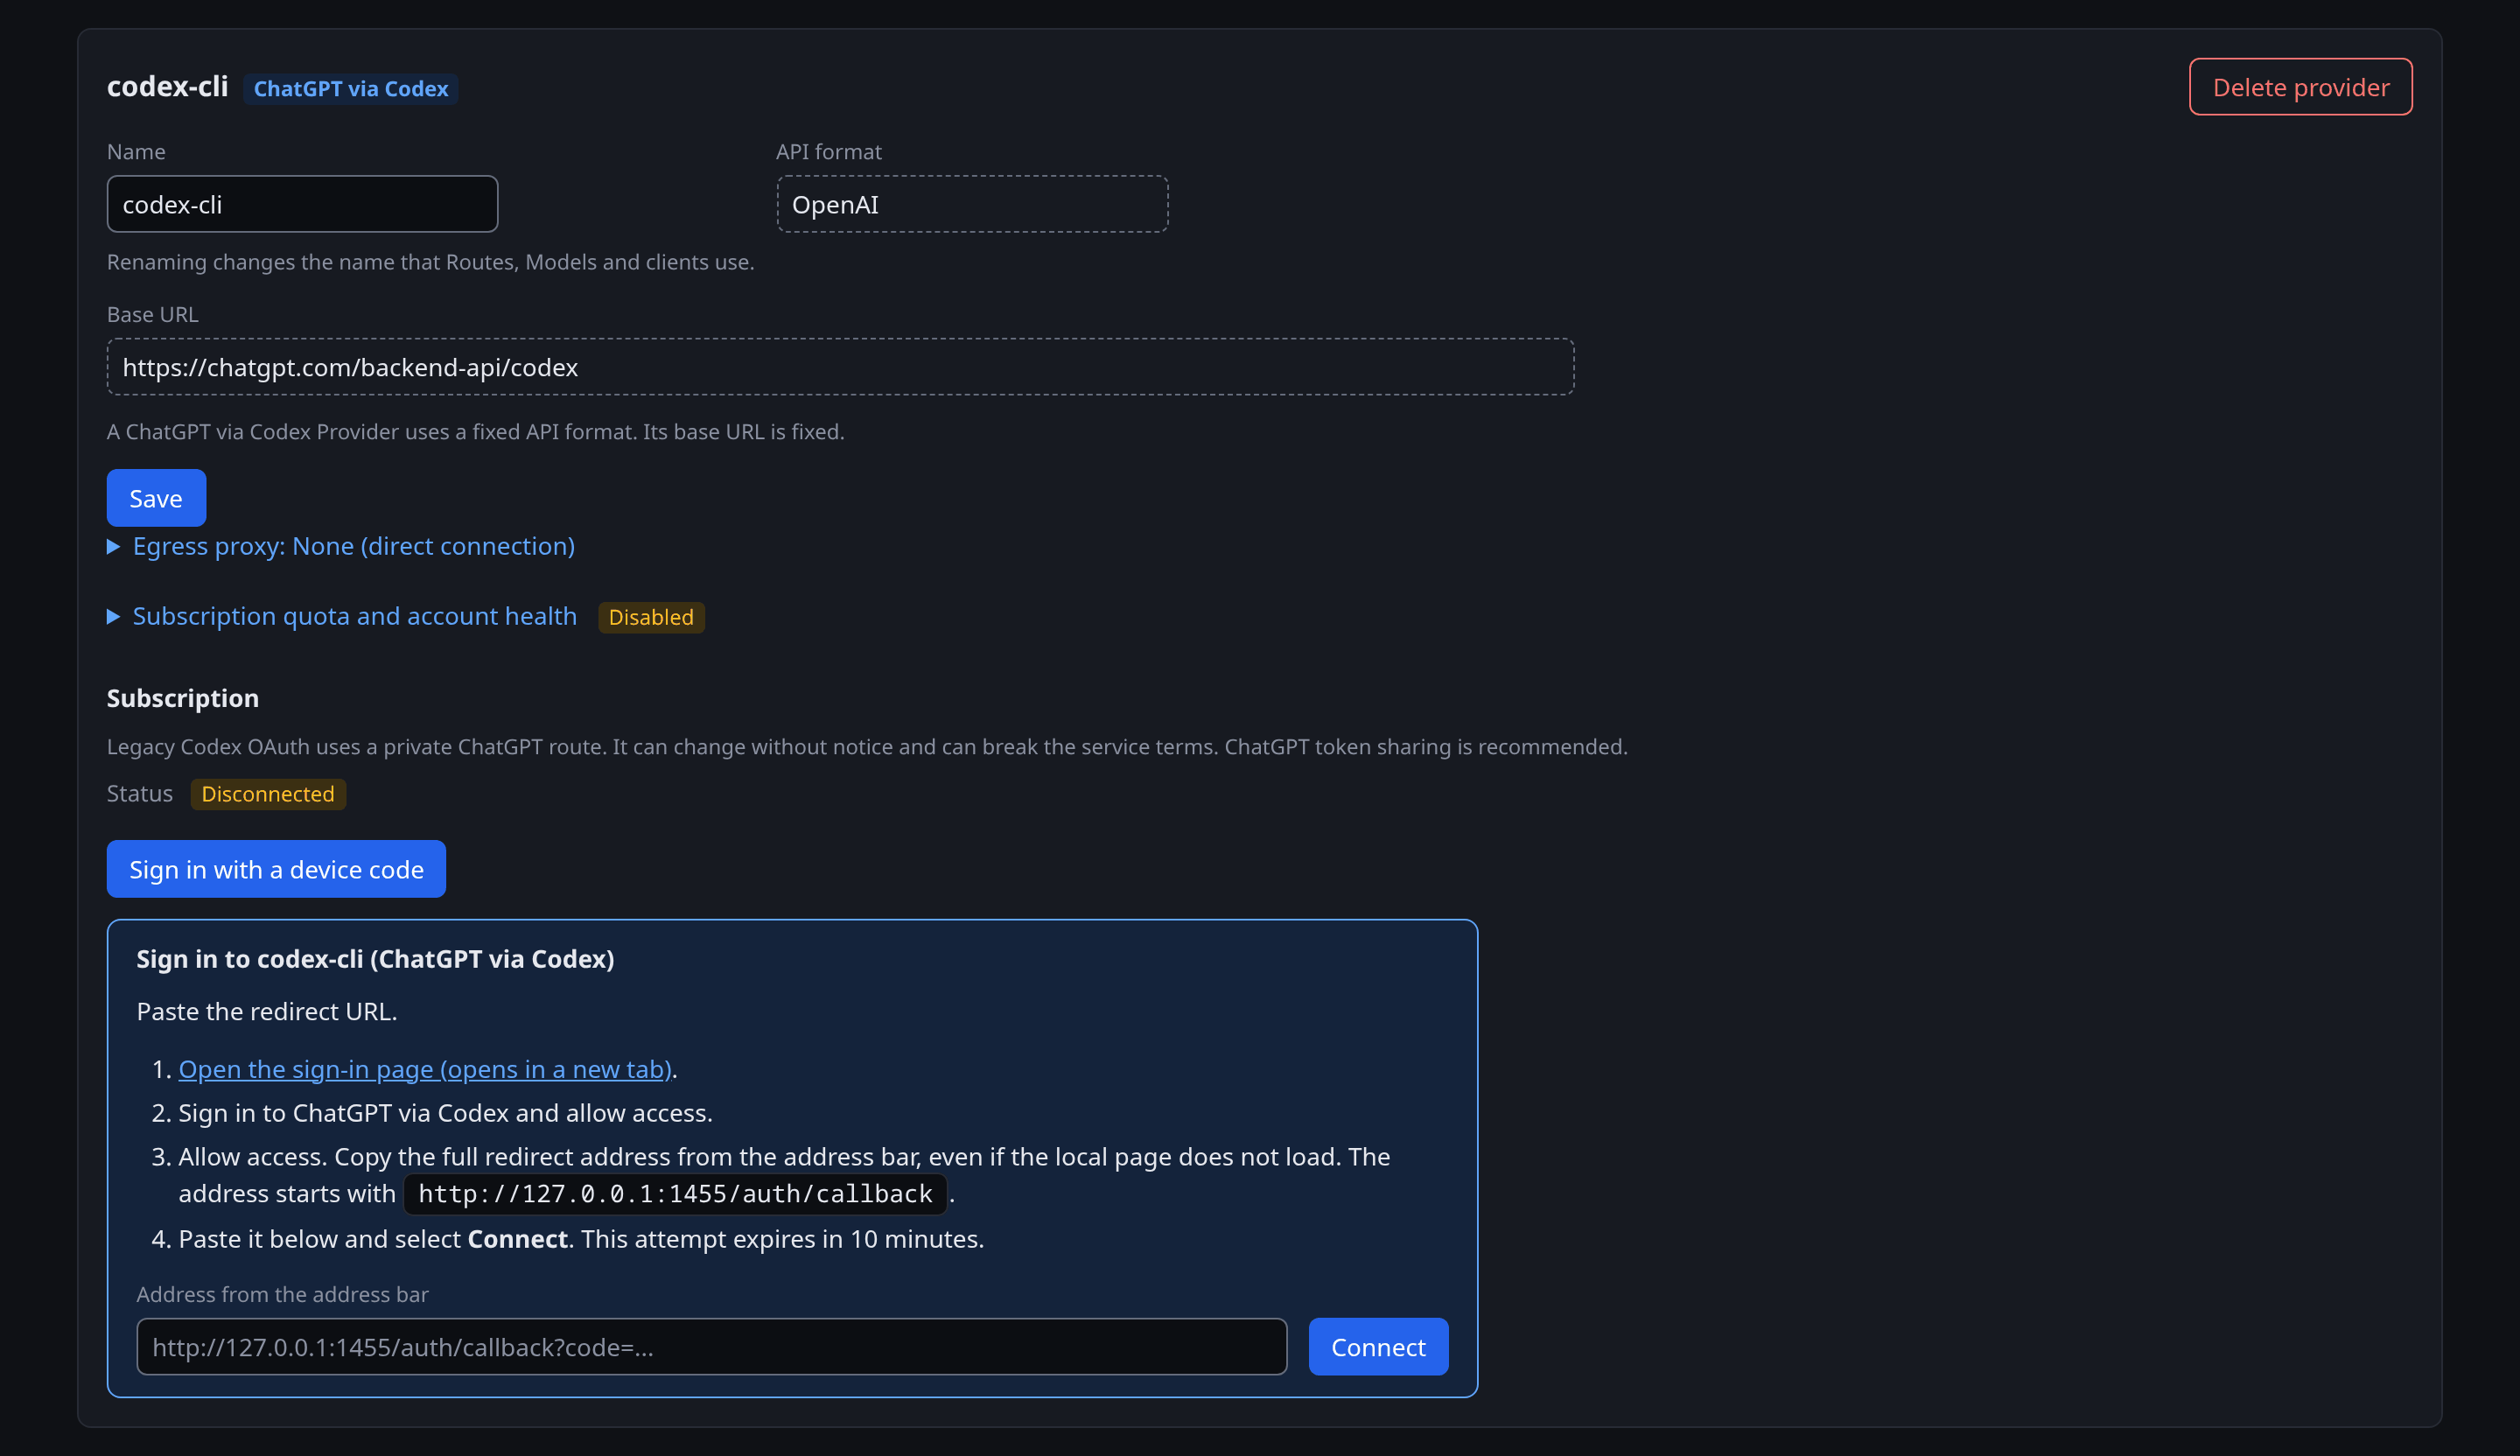 codex-cli ChatGPT via Codex
Delete provider
Name
API format
codex-cli
OpenAI
Renaming changes the name that Routes, Models and clients use.
Base URL
https://chatgpt.com/backend-api/codex
A ChatGPT via Codex Provider uses a fixed API format. Its base URL is fixed.
Save
Egress proxy: None (direct connection)
Subscription quota and account health Disabled
Subscription
Legacy Codex OAuth uses a private ChatGPT route. It can change without notice and can break the service terms. ChatGPT token sharing is recommended.
Status Disconnected
Sign in with a device code
Sign in to codex-cli (ChatGPT via Codex)
Paste the redirect URL.
1. Open the sign-in page (opens in a new tab).
2. Sign in to ChatGPT via Codex and allow access.
3. Allow access. Copy the full redirect address from the address bar, even if the local page does not load. The
address starts with http://127.0.0.1:1455/auth/callback .
4. Paste it below and select Connect. This attempt expires in 10 minutes.
Address from the address bar
http://127.0.0.1:1455/auth/callback?code=...
Connect